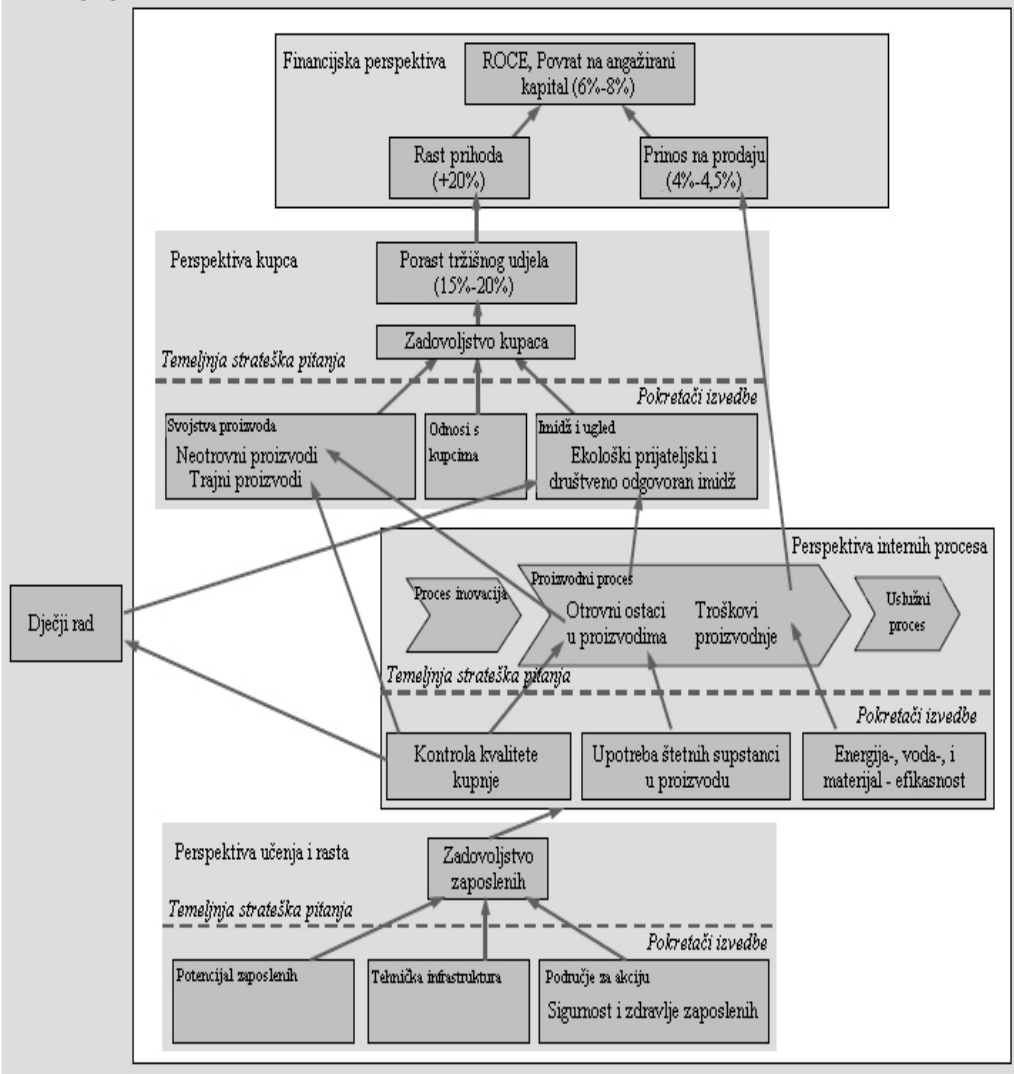 Financijska perspektiva
ROCE, Povrat na angažirani
kapital (6%-8%)
Rast prihoda
(+20%)
Prinos na prodaju
(4%-4,5%)
Perspektiva kupca
Porast tržišnog udjela
(15%-20%)
Zadovoljstvo kupaca
Temeljnja strateška pitanja
Pokretači izvedbe
Svojstva proizvoda
Neotrovni proizvodi
Trajni proizvodi
Odnosi s
kupcima
Imidž i ugled
Ekološki prijateljski i
društveno odgovoran imidž
Perspektiva internih procesa
Dječji rad
Proces inovacija
Proizvodni proces
Otrovni ostaci
u proizvodima
Troškovi
proizvodnje
Uslužni
proces
Temeljnja strateška pitanja
Pokretači izvedbe
Kontrola kvalitete
kupnje
Upotreba štetnih supstanci
u proizvodu
Energija-, voda-, i
materijal - efikasnost
Perspektiva učenja i rasta
Zadovoljstvo
zaposlenih
Temeljnja strateška pitanja
Pokretači izvedbe
Potencijal zaposlenih
Tehnička infrastruktura
Područje za akciju
Sigurnost i zdravlje zaposlenih